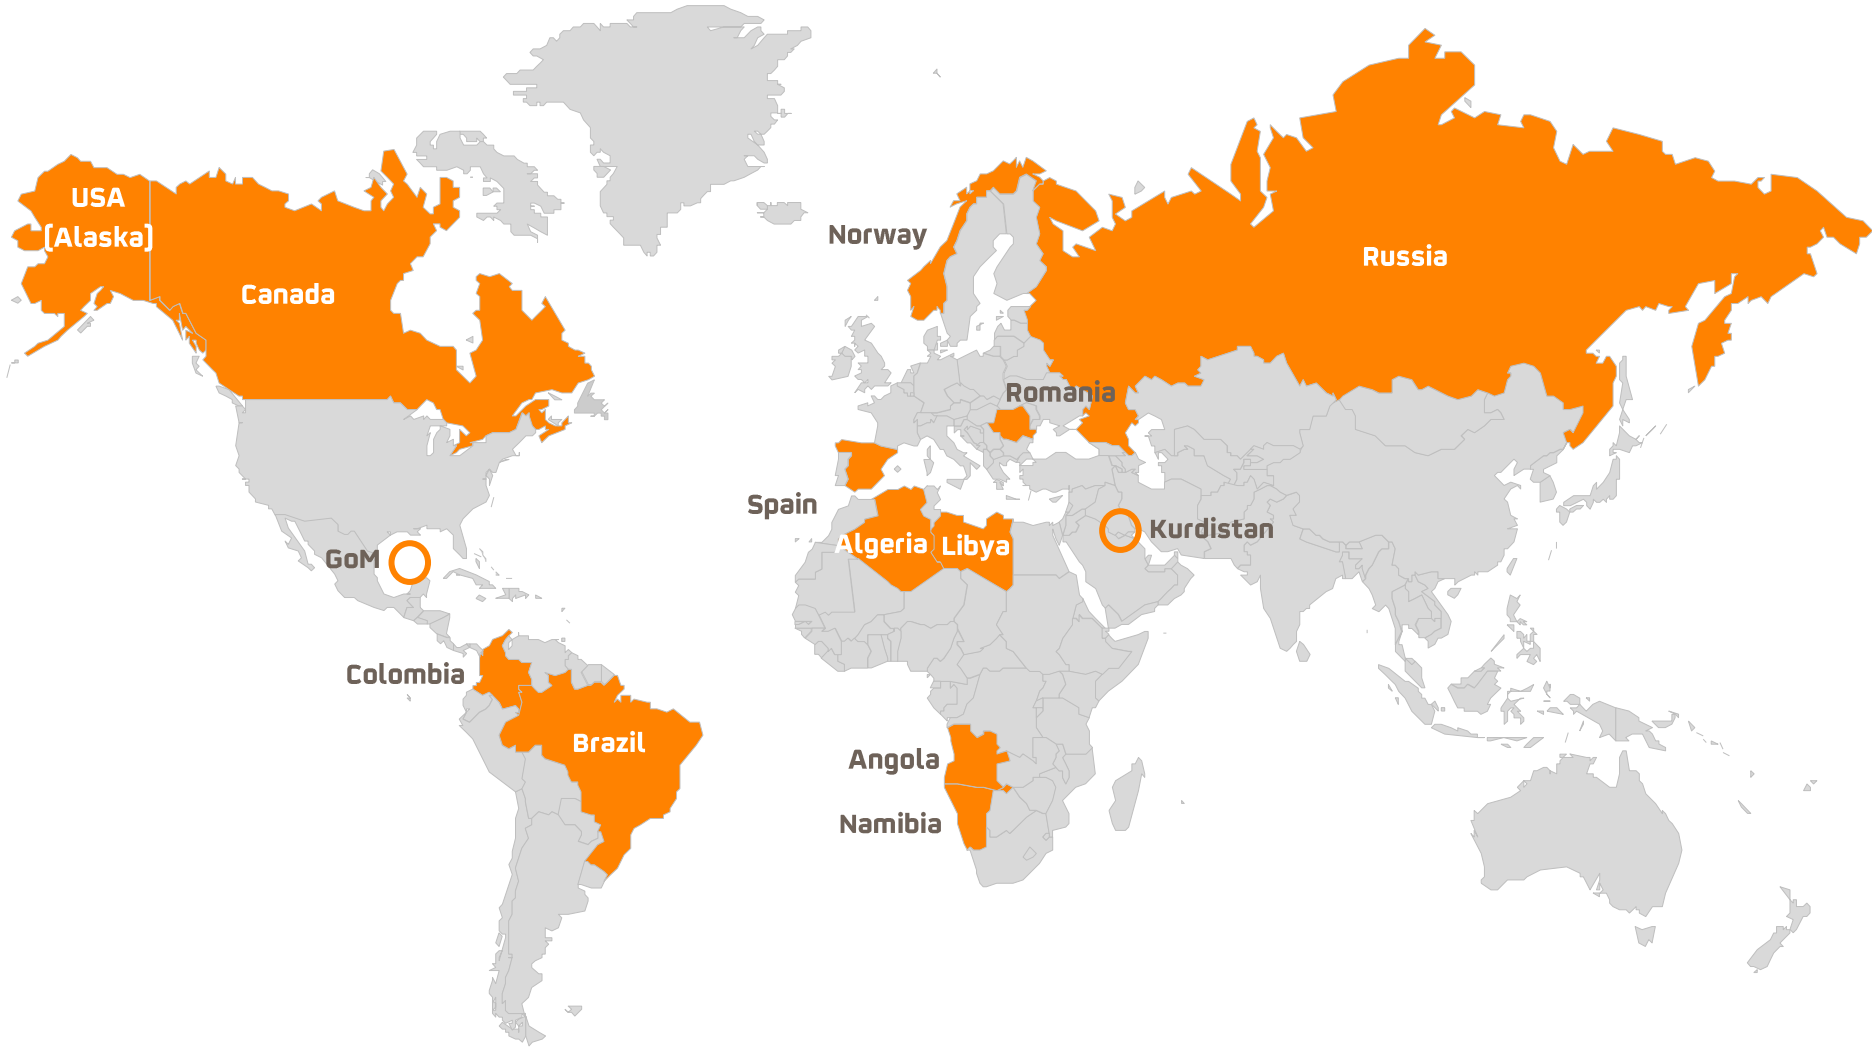 USA
(Alaska)
Canada
Norway
Russia
Romania
Spain
Algeria
Libya
Kurdistan
GoM
Colombia
Brazil
Angola
Namibia